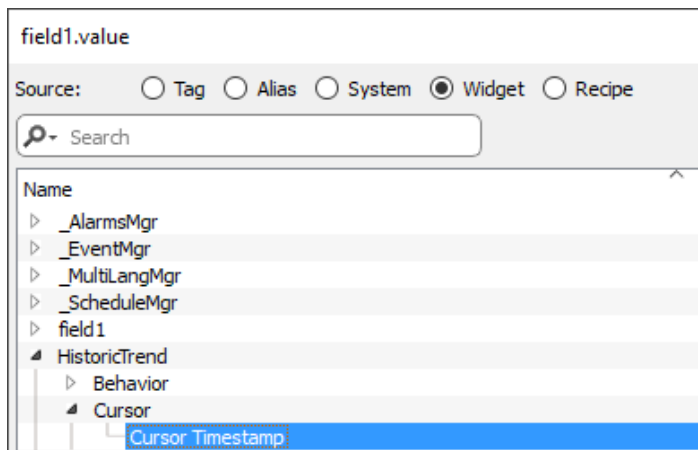 field1.value
Source: Tag Alias System Widget Recipe
Search
Name
_AlarmsMgr
_EventMgr
_MultiLangMgr
_ScheduleMgr
field1
HistoricTrend
Behavior
Cursor
Cursor Timestamp